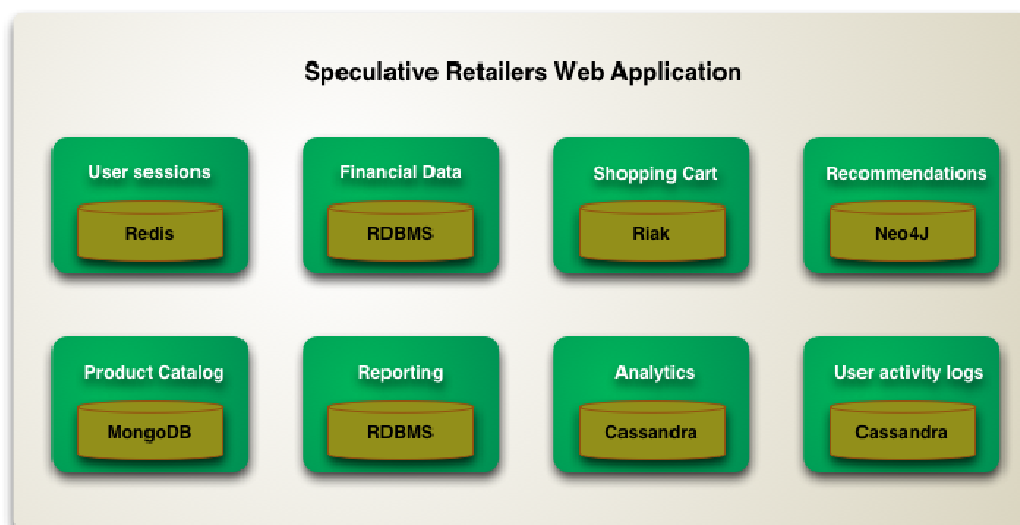 Speculative Retailers Web Application
User sessions
Redis
Financial Data
RDBMS
Shopping Cart
Riak
Recommendations
Neo4J
Product Catalog
MongoDB
Reporting
RDBMS
Analytics
Cassandra
User activity logs
Cassandra